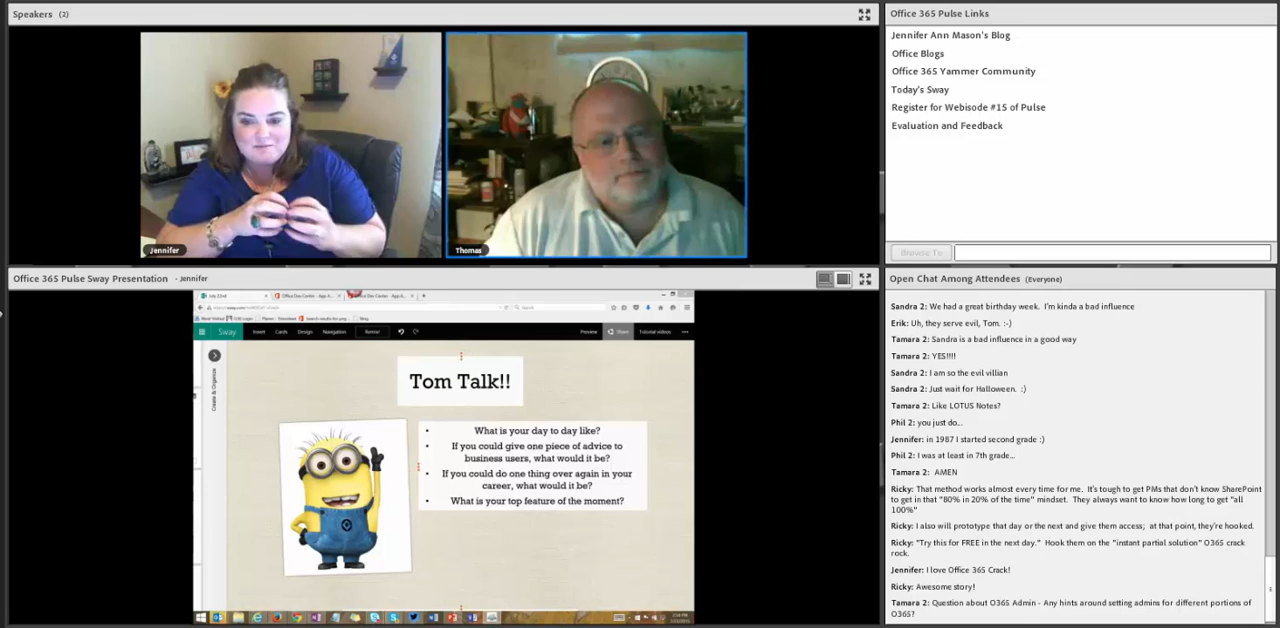 Speakers (2)
Jennifer
Thomas
Office 365 Pulse Links
Jennifer Ann Mason's Blog
Office Blogs
Office 365 Yammer Community
Today's Sway
Register for Webisode #15 of Pulse
Evaluation and Feedback
Browse To
Office 365 Pulse Sway Presentation - Jennifer
Sway Insert Cards Design Navigation Remix! Preview Share Tutorial videos
Create & Organize
Tom Talk!!
• What is your day to day like?
• If you could give one piece of advice to
business users, what would it be?
• If you could do one thing over again in your
career, what would it be?
• What is your top feature of the moment?
Open Chat Among Attendees (Everyone)
Sandra 2: We had a great birthday week. I'm kinda a bad influence
Erik: Uh, they serve evil, Tom. :-)
Tamara 2: Sandra is a bad influence in a good way
Tamara 2: YES!!!!
Sandra 2: I am so the evil villian
Sandra 2: Just wait for Halloween. :)
Tamara 2: Like LOTUS Notes?
Phil 2: you just do...
Jennifer: in 1987 I started second grade :)
Phil 2: I was at least in 7th grade...
Tamara 2: AMEN
Ricky: That method works almost every time for me. It's tough to get PMs that don't know SharePoint
to get in that "80% in 20% of the time" mindset. They always want to know how long to get "all
100%"
Ricky: I also will prototype that day or the next and give them access; at that point, they're hooked.
Ricky: "Try this for FREE in the next day." Hook them on the "instant partial solution" O365 crack
rock.
Jennifer: I love Office 365 Crack!
Ricky: Awesome story!
Tamara 2: Question about O365 Admin - Any hints around setting admins for different portions of
O365?